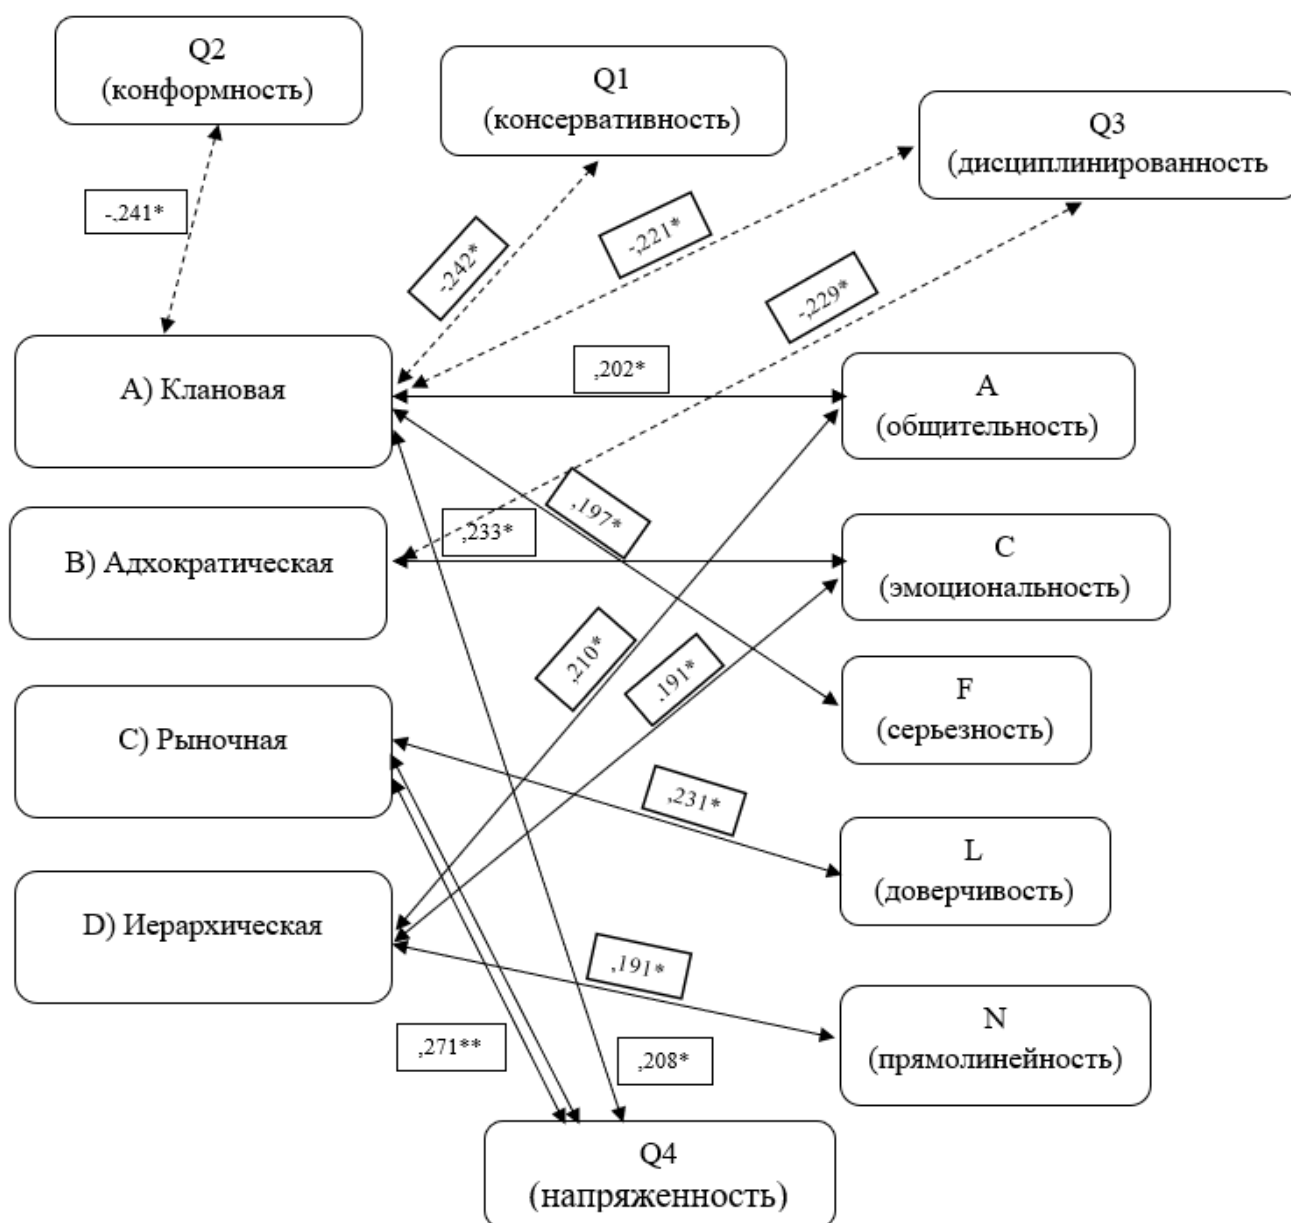 Q2
(конформность)
Q1
(консервативность)
Q3
(дисциплинированность
-,241*
-,242*
-,221*
-,229*
A) Клановая
,202*
A
(общительность)
,197*
,233*
B) Адхократическая
C
(эмоциональность)
,210*
,191*
F
(серьезность)
C) Рыночная
,231*
L
(доверчивость)
D) Иерархическая
,191*
N
(прямолинейность)
,271**
,208*
Q4
(напряженность)